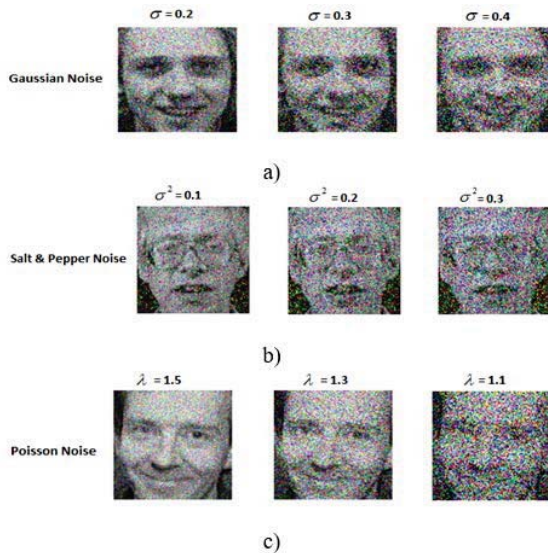 σ = 0.2 σ = 0.3 σ = 0.4
Gaussian Noise
a)
σ² = 0.1 σ² = 0.2 σ² = 0.3
Salt & Pepper Noise
b)
λ = 1.5 λ = 1.3 λ = 1.1
Poisson Noise
c)